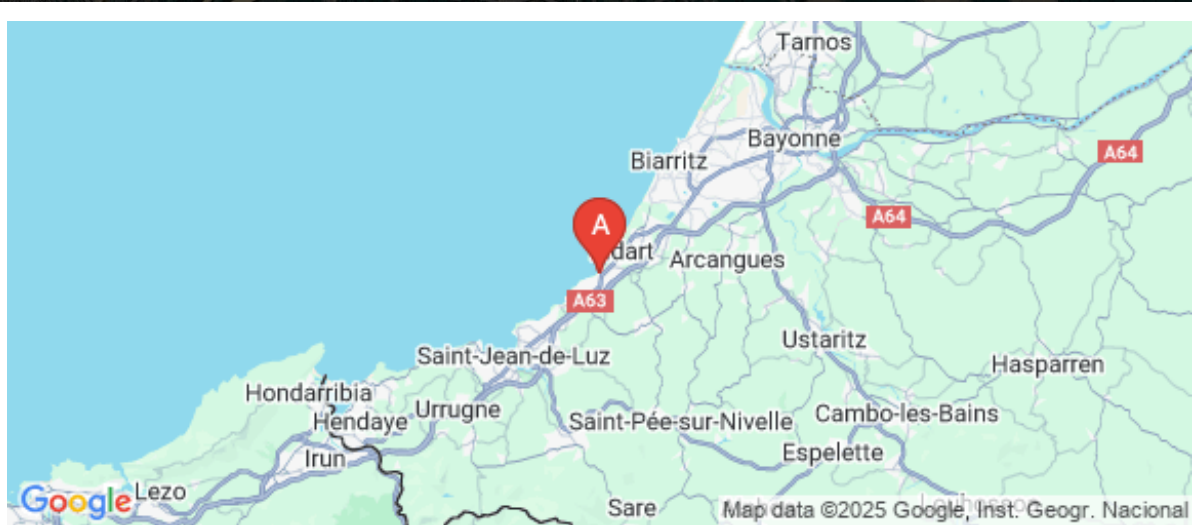 Tarnos
Bayonne
Biarritz
A64
A64
A
dart
Arcangues
A63
Ustaritz
Saint-Jean-de-Luz
Hasparren
Hondarribia
Hendaye
Urrugne
Saint-Pée-sur-Nivelle
Cambo-les-Bains
Espelette
Irun
Google
Lezo
Sare
Map data ©2025 Google, Inst. Geogr. Nacional